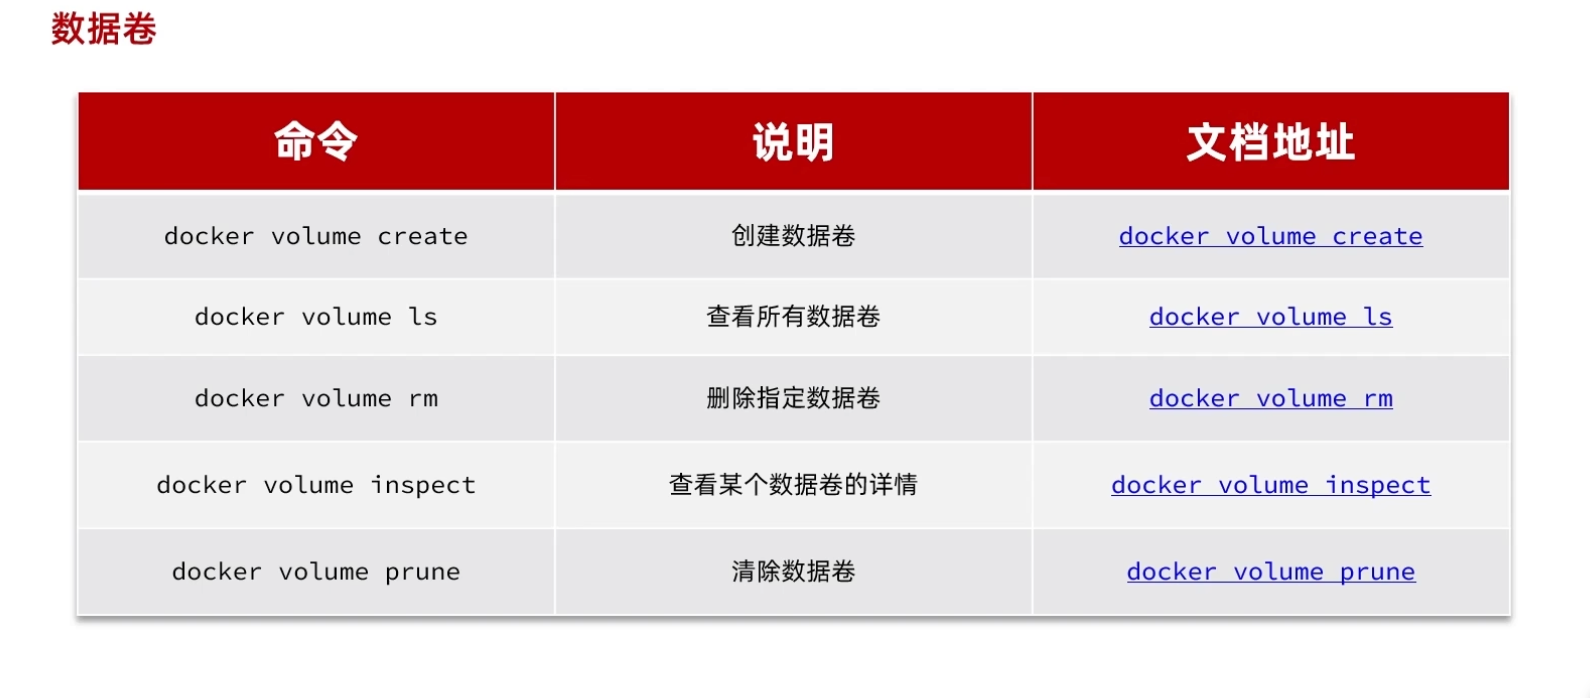 数据卷
命令 说明 文档地址
docker volume create 创建数据卷 docker volume create
docker volume ls 查看所有数据卷 docker volume ls
docker volume rm 删除指定数据卷 docker volume rm
docker volume inspect 查看某个数据卷的详情 docker volume inspect
docker volume prune 清除数据卷 docker volume prune